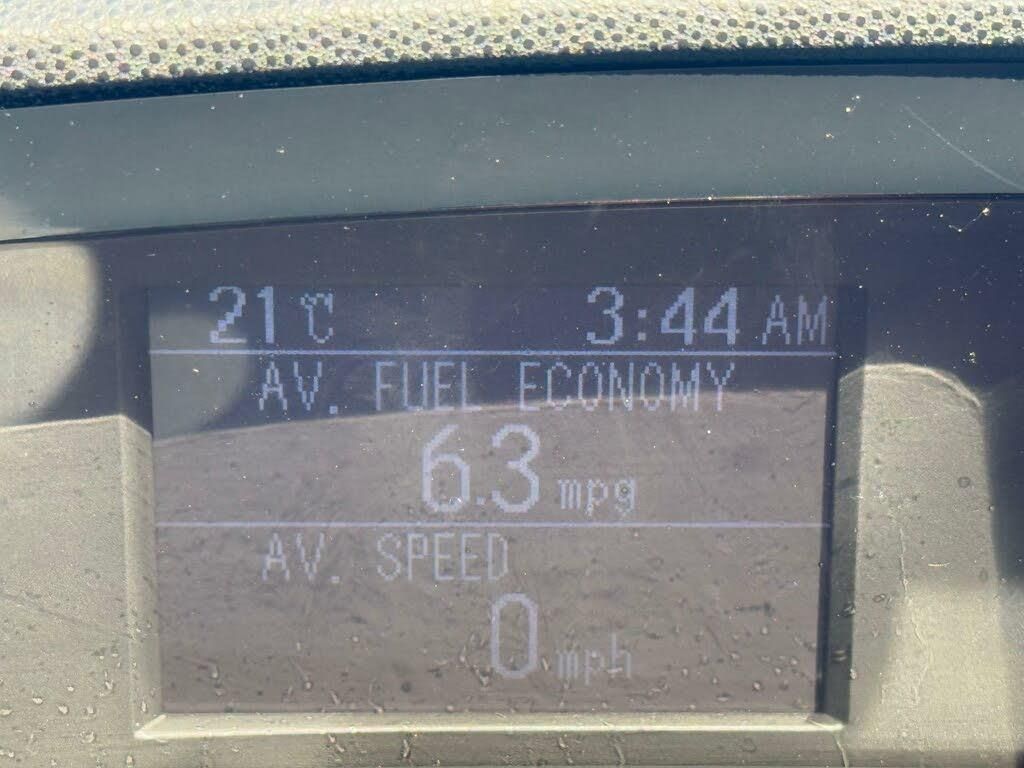 21 ℃ 3:44 AM
AV. FUEL ECONOMY
6.3 mpg
AV. SPEED
0 mph